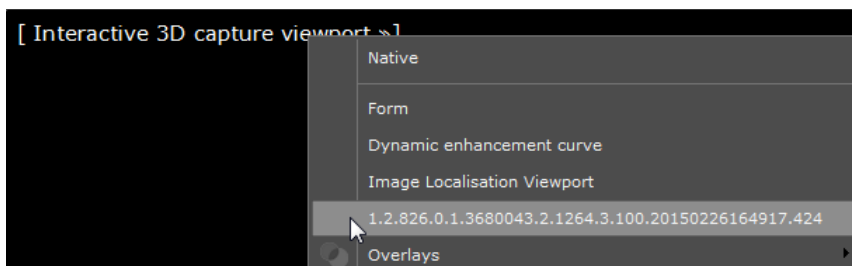 [ Interactive 3D capture viewport »]
Native
Form
Dynamic enhancement curve
Image Localisation Viewport
1.2.826.0.1.3680043.2.1264.3.100.20150226164917.424
Overlays